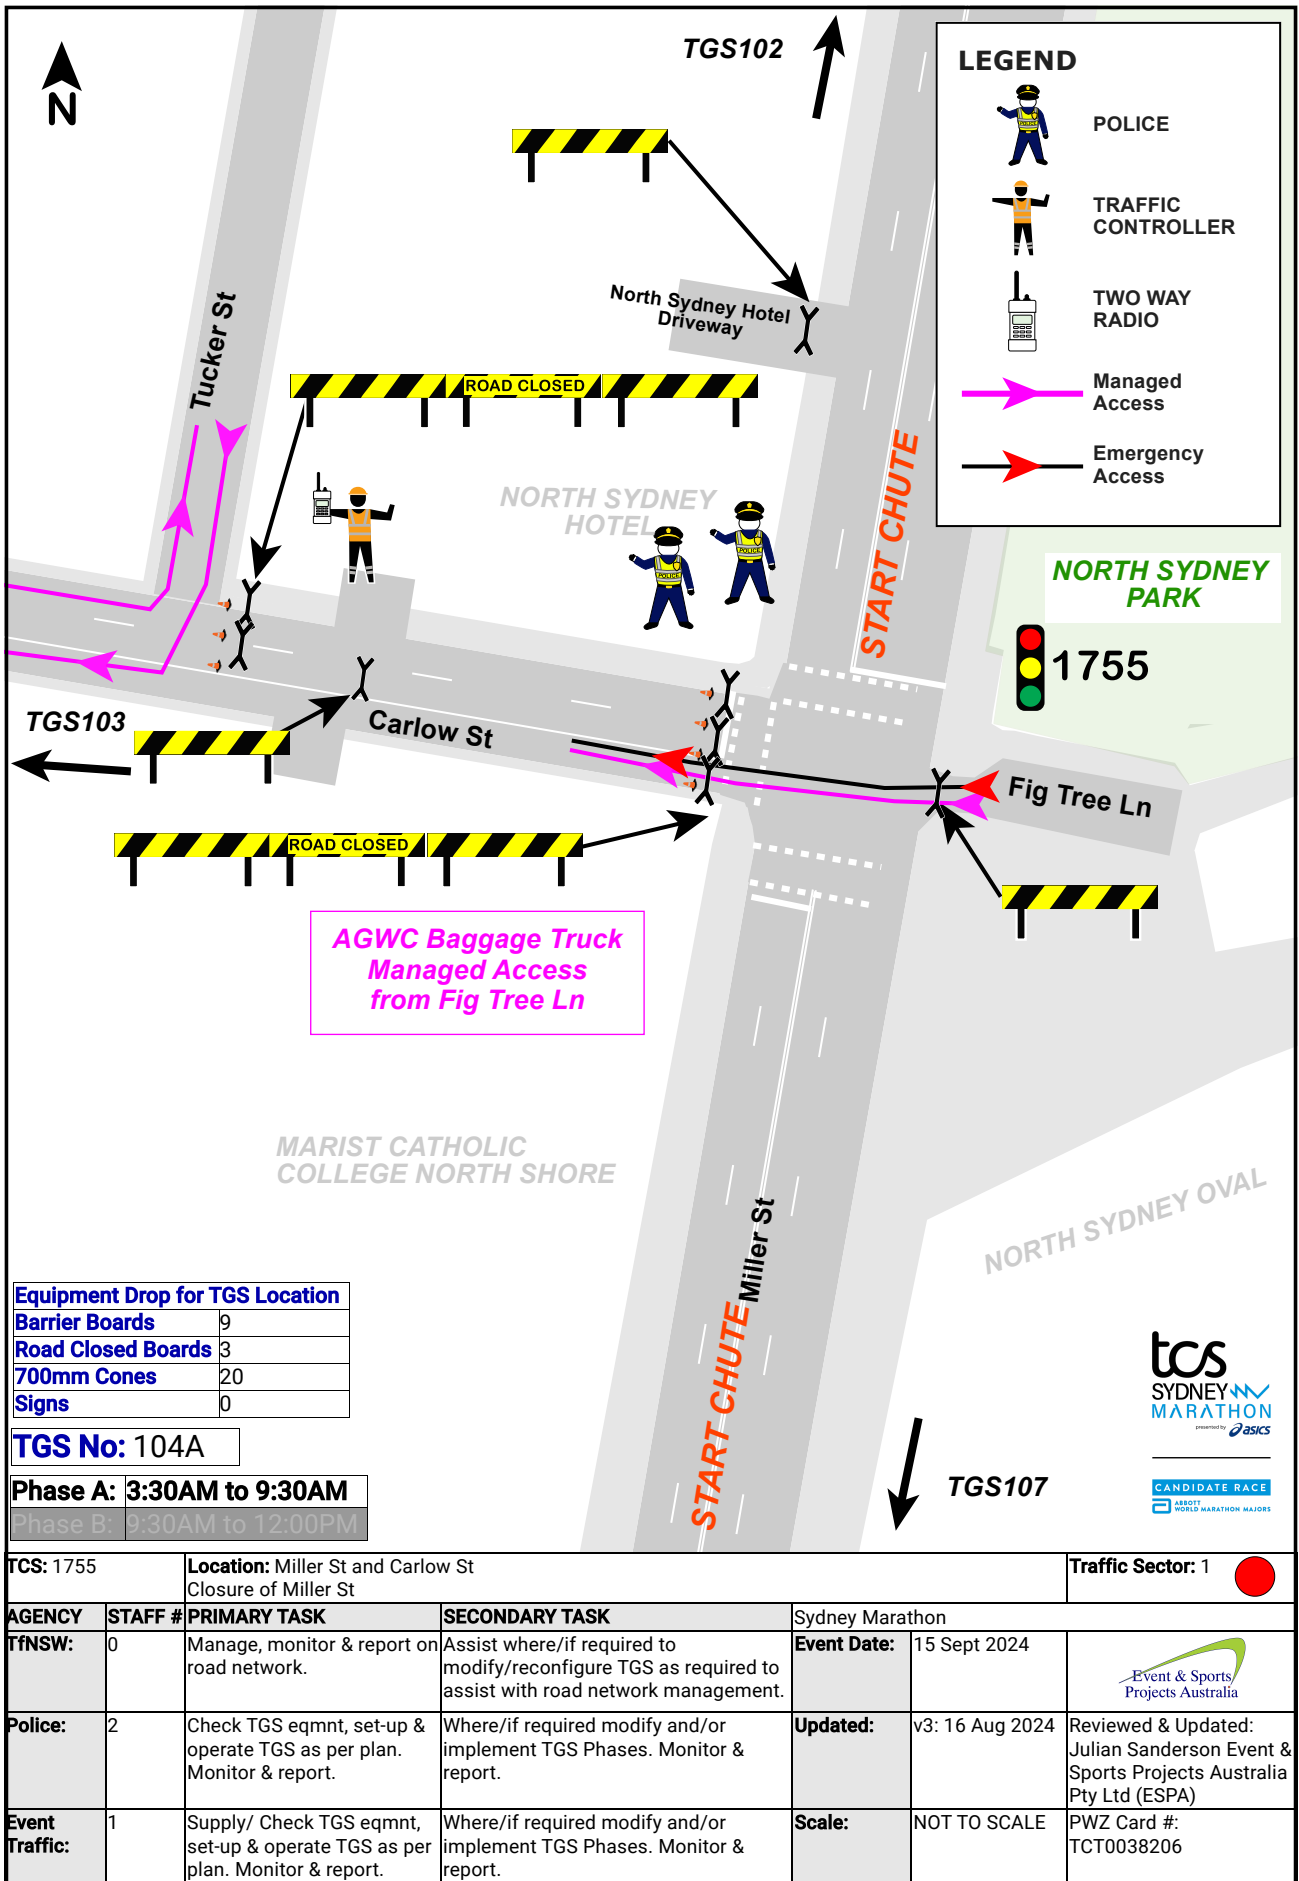 TGS102
N
LEGEND
POLICE
TRAFFIC
CONTROLLER
TWO WAY
RADIO
Managed
Access
Emergency
Access
North Sydney Hotel
Driveway
Tucker St
ROAD CLOSED
NORTH SYDNEY
HOTEL
POLICE
POLICE
START CHUTE
NORTH SYDNEY
PARK
1755
TGS103
Carlow St
Fig Tree Ln
ROAD CLOSED
AGWC Baggage Truck
Managed Access
from Fig Tree Ln
MARIST CATHOLIC
COLLEGE NORTH SHORE
NORTH SYDNEY OVAL
Miller St
START CHUTE
TGS107
Equipment Drop for TGS Location
Barrier Boards 9
Road Closed Boards 3
700mm Cones 20
Signs 0
TGS No: 104A
Phase A: 3:30AM to 9:30AM
Phase B: 9:30AM to 12:00PM
tcs
SYDNEY
MARATHON
presented by asics
CANDIDATE RACE
ABBOTT
WORLD MARATHON MAJORS
TCS: 1755 Location: Miller St and Carlow St Traffic Sector: 1
Closure of Miller St
AGENCY STAFF # PRIMARY TASK SECONDARY TASK Sydney Marathon
TfNSW: 0 Manage, monitor & report on Assist where/if required to Event Date: 15 Sept 2024
road network. modify/reconfigure TGS as required to
assist with road network management.
Event & Sports
Projects Australia
Police: 2 Check TGS eqmnt, set-up & Where/if required modify and/or Updated: v3: 16 Aug 2024 Reviewed & Updated:
operate TGS as per plan. implement TGS Phases. Monitor & Julian Sanderson Event &
Monitor & report. report. Sports Projects Australia
Pty Ltd (ESPA)
Event 1 Supply/ Check TGS eqmnt, Where/if required modify and/or Scale: NOT TO SCALE PWZ Card #:
Traffic: set-up & operate TGS as per implement TGS Phases. Monitor & TCT0038206
plan. Monitor & report. report.